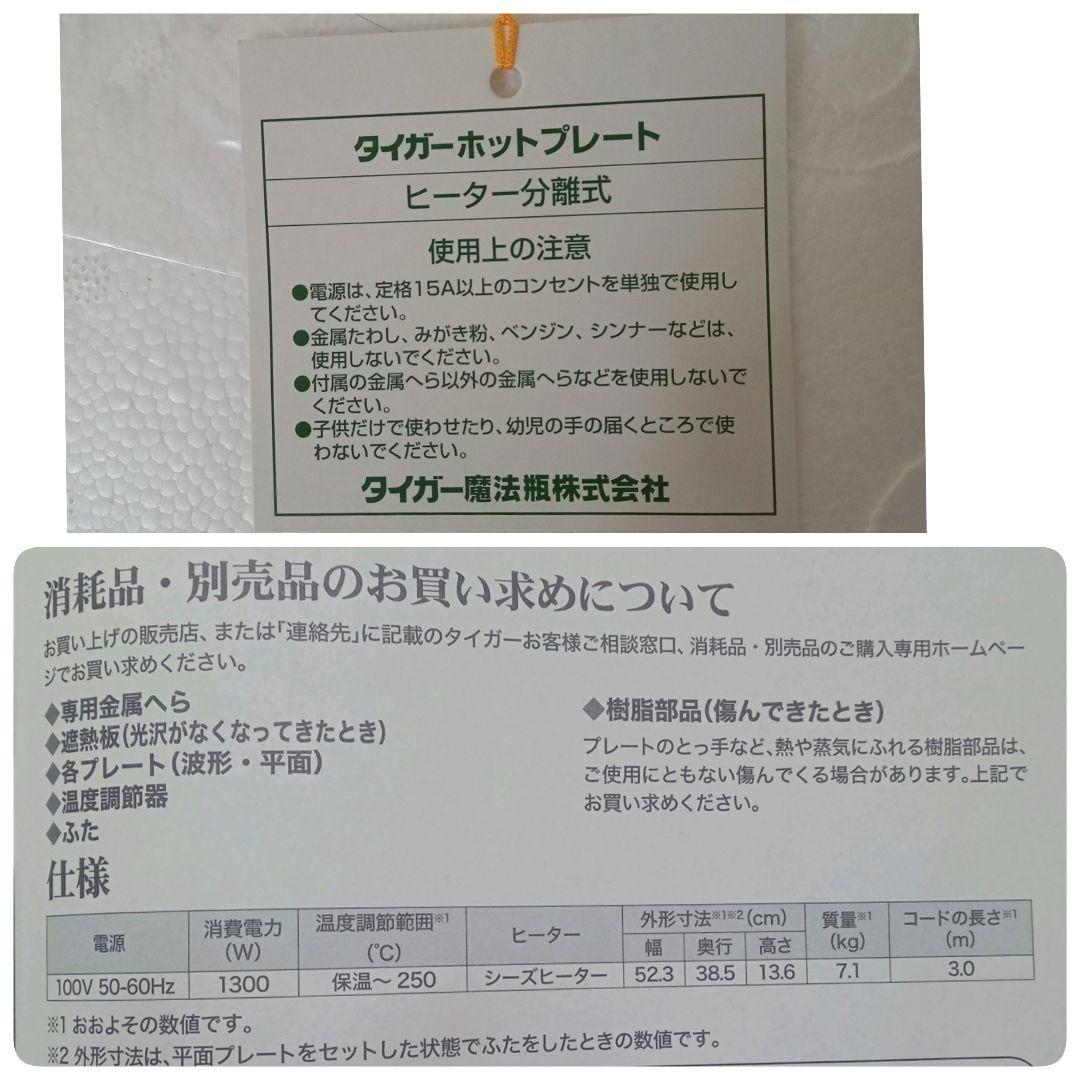 タイガーホットプレート
ヒーター分離式
使用上の注意
●電源は、定格15A以上のコンセントを単独で使用し
てください。
●金属たわし、みがき粉、ベンジン、シンナーなどは、
使用しないでください。
●付属の金属へら以外の金属へらなどを使用しないで
ください。
●子供だけで使わせたり、幼児の手の届くところで使
わないでください。
タイガー魔法瓶株式会社
消耗品・別売品のお買い求めについて
お買い上げの販売店、または「連絡先」に記載のタイガーお客様ご相談窓口、消耗品・別売品のご購入専用ホームペー
ジでお買い求めください。
◆専用金属へら
◆遮熱板(光沢がなくなってきたとき)
◆各プレート(波形・平面)
◆温度調節器
◆ふた
◆樹脂部品(傷んできたとき)
プレートのとっ手など、熱や蒸気にふれる樹脂部品は、
ご使用にともない傷んでくる場合があります。上記で
お買い求めください。
仕様
電源 消費電力(W) 温度調節範囲※1(℃) ヒーター 外形寸法※1※2(cm) 質量※1(kg) コードの長さ※1(m)
幅 奥行 高さ
100V 50-60Hz 1300 保温～250 シーズヒーター 52.3 38.5 13.6 7.1 3.0
※1 おおよその数値です。
※2 外形寸法は、平面プレートをセットした状態でふたをしたときの数値です。